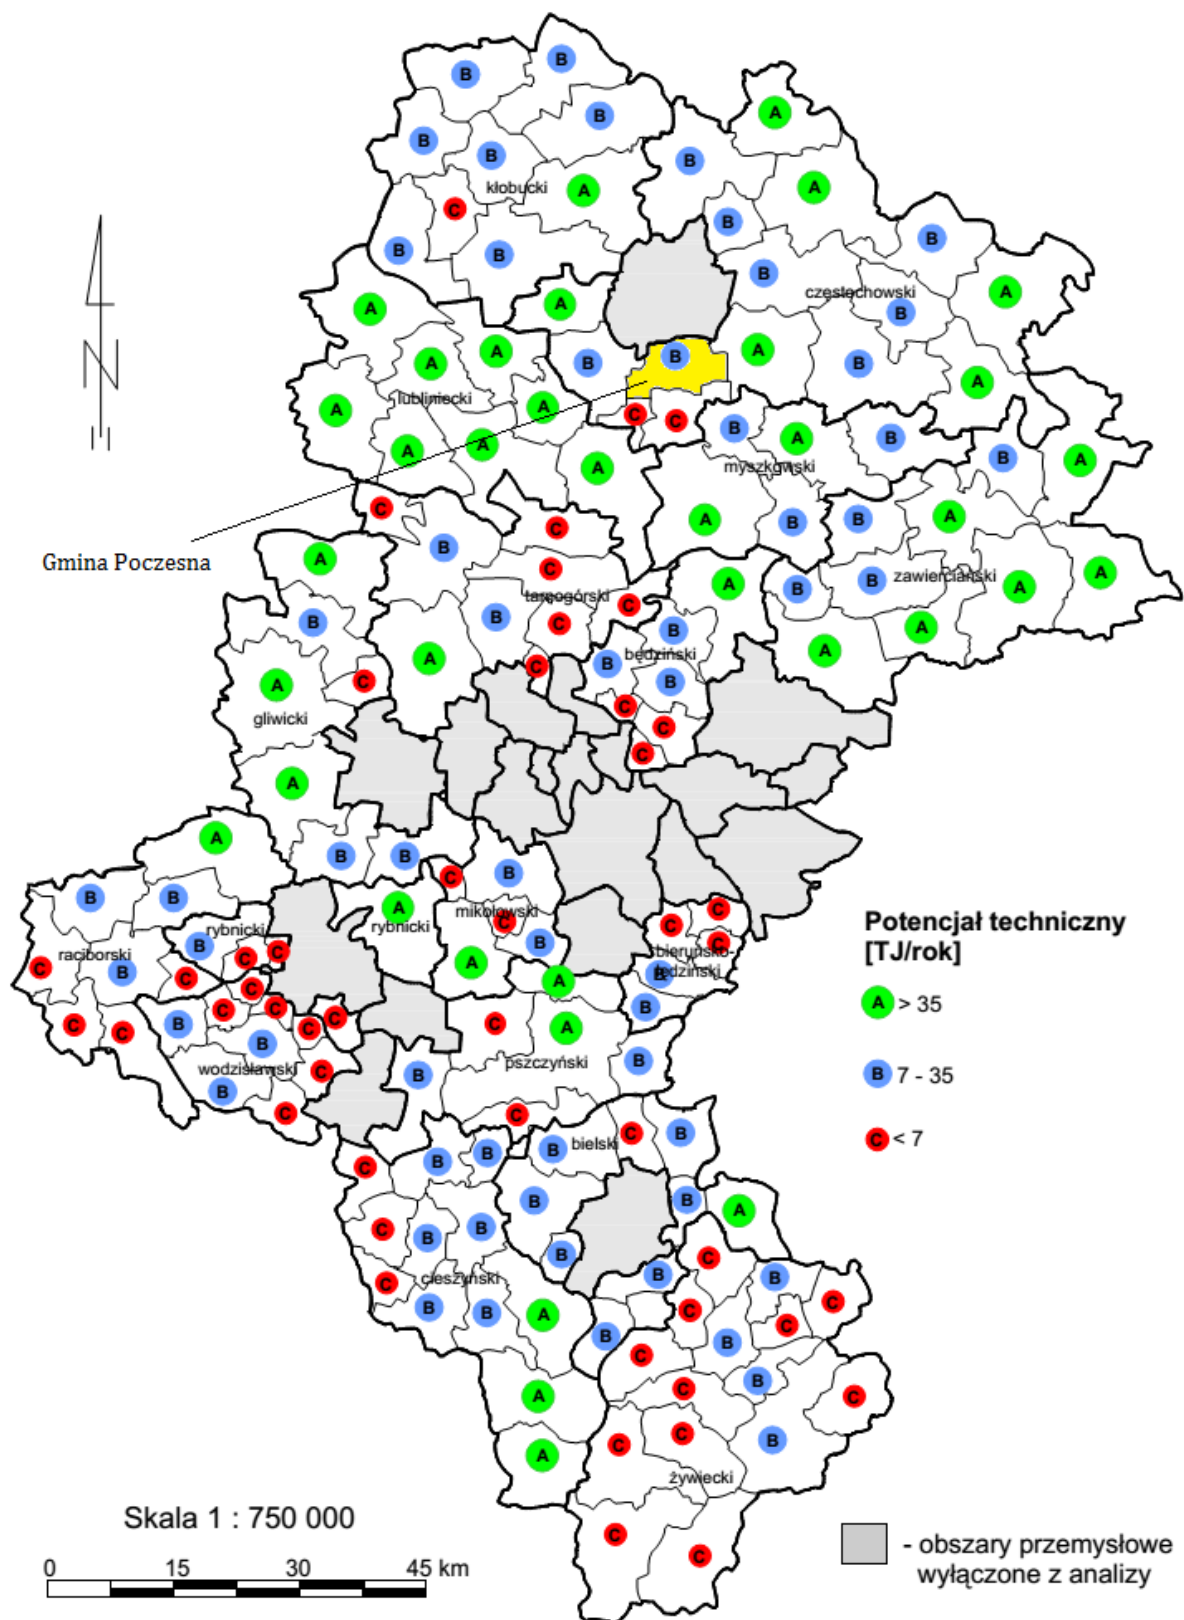 B
B
A
B
B
B
B
kłobucki
A
A
C
B
B
B
B
B
częstochowski
A
B
A
A
B
A
A
B
B
A
B
lubliniecki
A
A
A
A
C
C
B
A
B
myszkowski
A
A
A
B
A
C
A
B
B
A
C
B
Gmina Poczesna
A
C
A
B
zawierciański
A
A
B
tarnogórski
C
B
B
C
B
A
A
A
B
będziński
C
B
A
C
A
gliwicki
C
C
C
A
A
B
B
C
B
B
B
A
rybnicki
mikołowski
C
C
C
Potencjał techniczny
[TJ/rok]
rybnicki
B
C
C
B
C
bieruńsko-
lędziński
raciborski
C
B
C
A
A
B
A > 35
C
C
C
B
C
C
B
C
C
C
A
B
wodzisławski
pszczyński
B
C
B
B
B 7 - 35
B
C
C
C
B
C < 7
bielski
B
B
B
C
B
B
A
C
B
B
B
C
cieszyński
C
B
B
B
B
A
C
C
B
C
B
C
A
C
B
C
A
C
C
B
żywiecki
Skala 1 : 750 000
C
C
- obszary przemysłowe
wyłączone z analizy
0 15 30 45 km